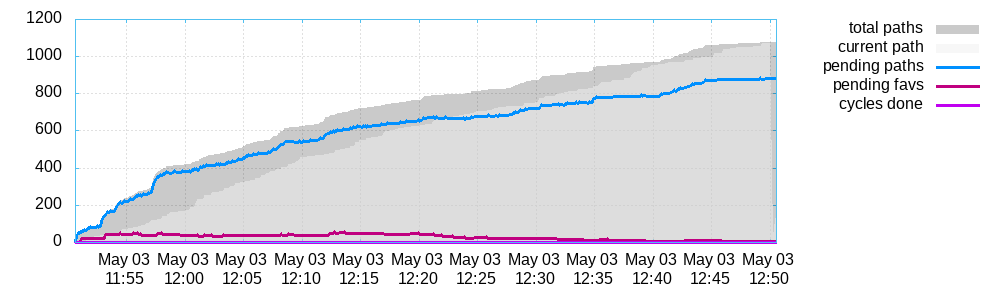 1200
1000
800
600
400
200
0
May 03 May 03 May 03 May 03 May 03 May 03 May 03 May 03 May 03 May 03 May 03 May 03
11:55 12:00 12:05 12:10 12:15 12:20 12:25 12:30 12:35 12:40 12:45 12:50
total paths
current path
pending paths
pending favs
cycles done